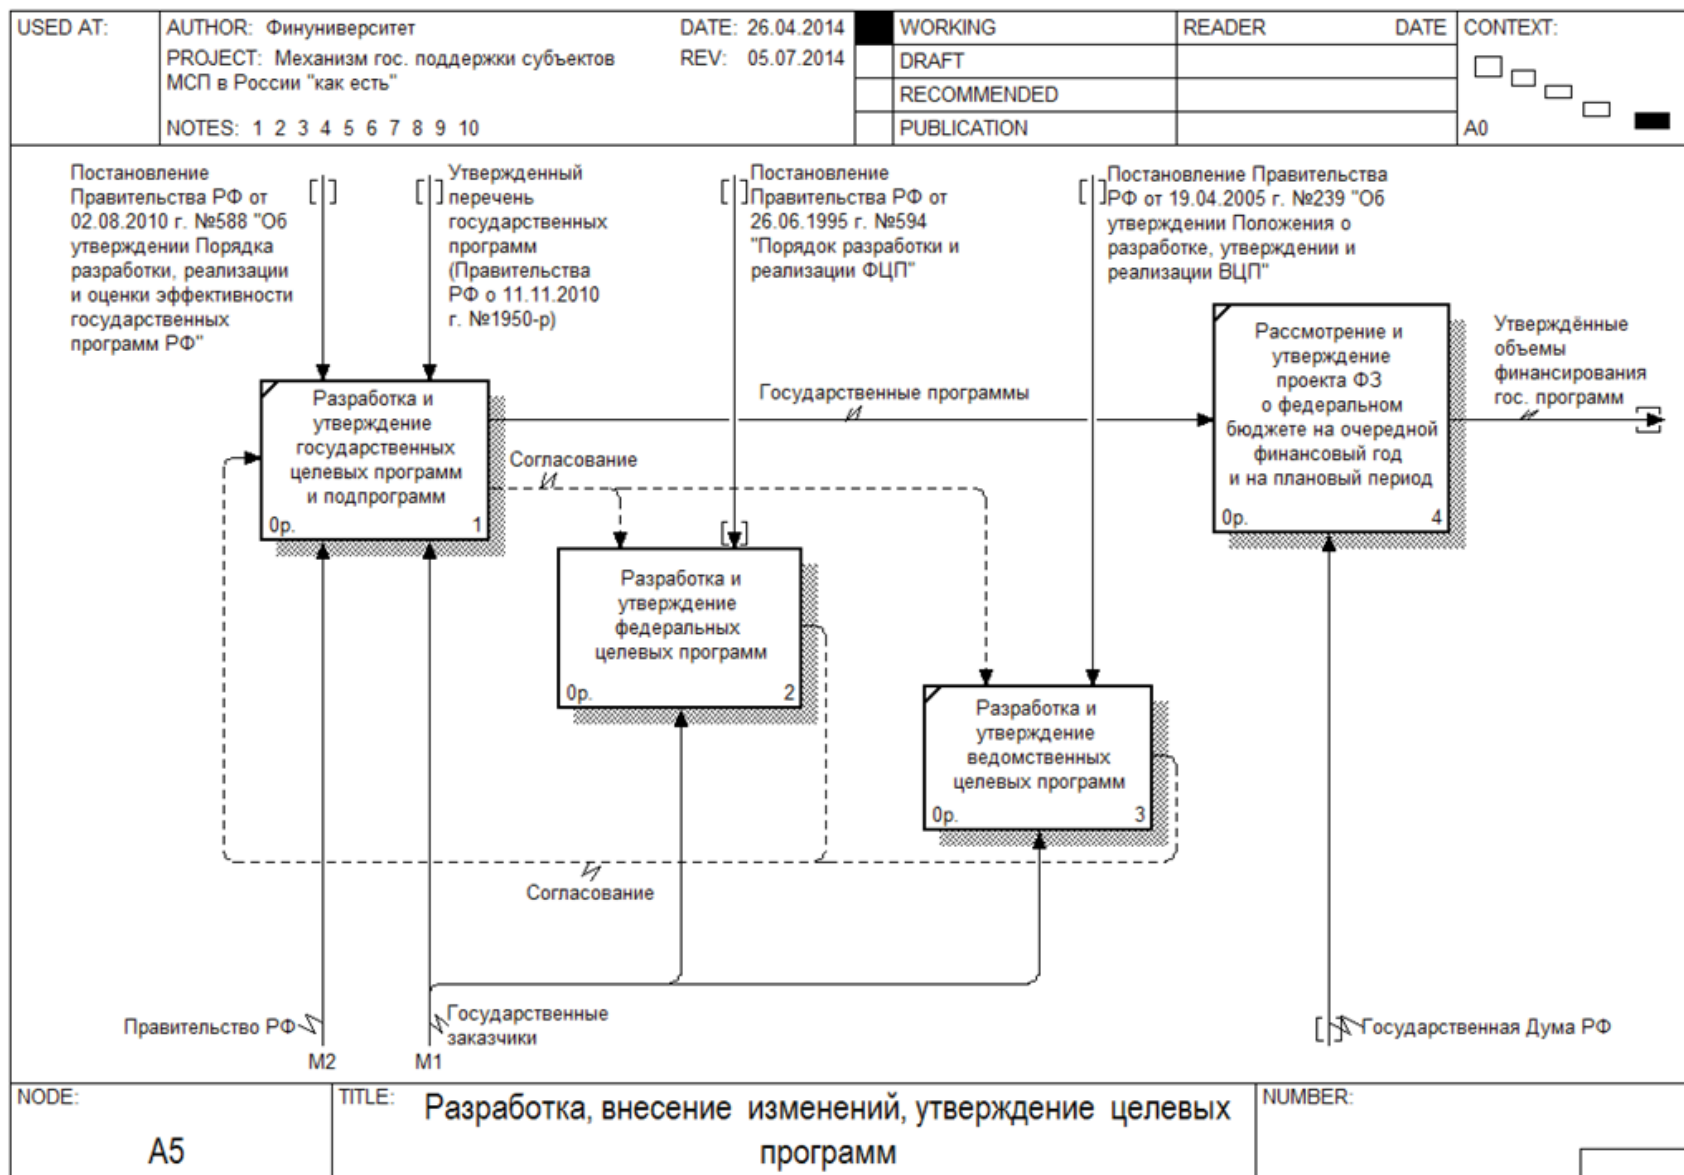 USED AT:
AUTHOR: Финуниверситет
DATE: 26.04.2014
PROJECT: Механизм гос. поддержки субъектов
МСП в России "как есть"
REV: 05.07.2014
NOTES: 1 2 3 4 5 6 7 8 9 10
WORKING
DRAFT
RECOMMENDED
PUBLICATION
READER
DATE
CONTEXT:
A0
Постановление
Правительства РФ от
02.08.2010 г. №588 "Об
утверждении Порядка
разработки, реализации
и оценки эффективности
государственных
программ РФ"
Утвержденный
перечень
государственных
программ
(Правительства
РФ о 11.11.2010
г. №1950-р)
Постановление
Правительства РФ от
26.06.1995 г. №594
"Порядок разработки и
реализации ФЦП"
Постановление Правительства
РФ от 19.04.2005 г. №239 "Об
утверждении Положения о
разработке, утверждении и
реализации ВЦП"
Разработка и
утверждение
государственных
целевых программ
и подпрограмм
0р.
1
Государственные программы
Согласование
Рассмотрение и
утверждение
проекта ФЗ
о федеральном
бюджете на очередной
финансовый год
и на плановый период
0р.
4
Утверждённые
объемы
финансирования
гос. программ
Разработка и
утверждение
федеральных
целевых программ
0р.
2
Разработка и
утверждение
ведомственных
целевых программ
0р.
3
Согласование
Правительство РФ
M2
Государственные
заказчики
M1
Государственная Дума РФ
NODE:
A5
TITLE:
Разработка, внесение изменений, утверждение целевых
программ
NUMBER: